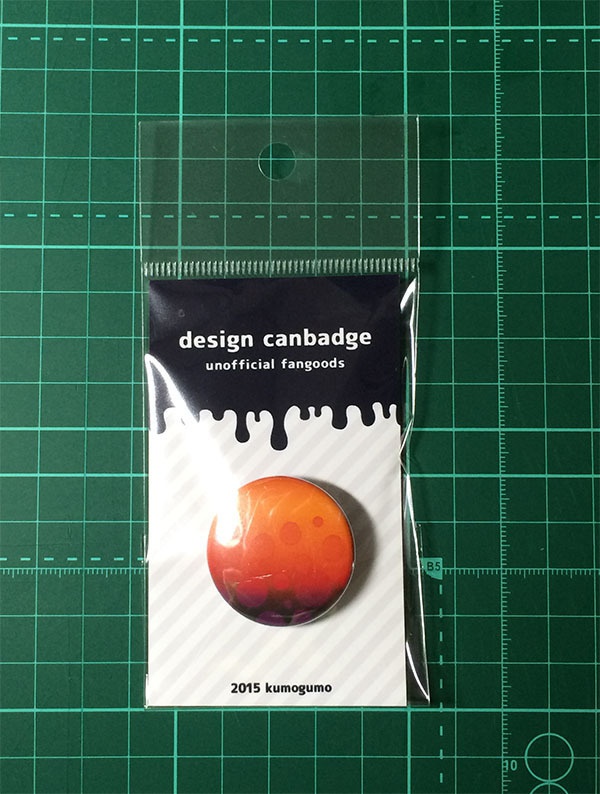 design canbadge
unofficial fangoods
B5
2015 kumogumo
10